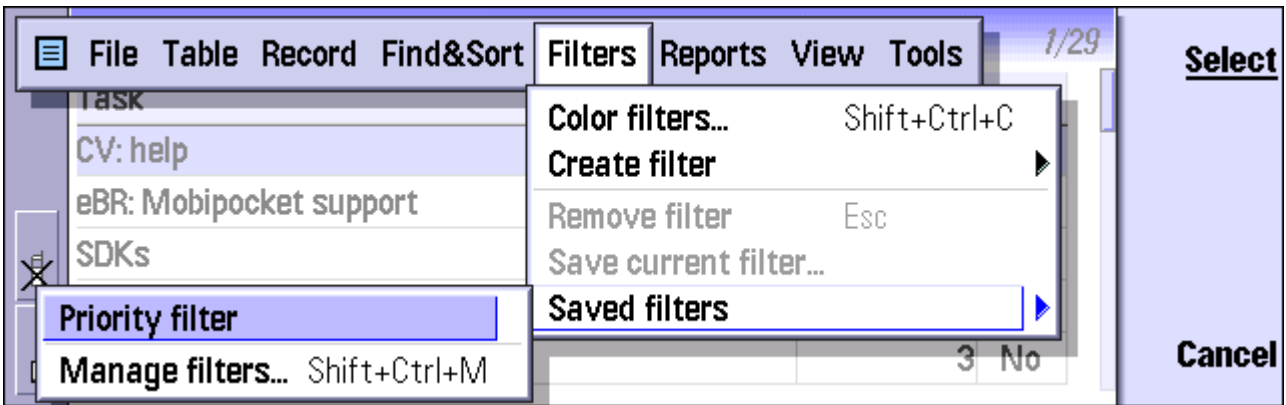 File Table Record Find&Sort Filters Reports View Tools
1/29
Select
Task
Color filters... Shift+Ctrl+C
CV: help
Create filter
eBR: Mobipocket support
Remove filter Esc
SDKs
Save current filter...
Priority filter
Saved filters
Manage filters... Shift+Ctrl+M
3 No
Cancel